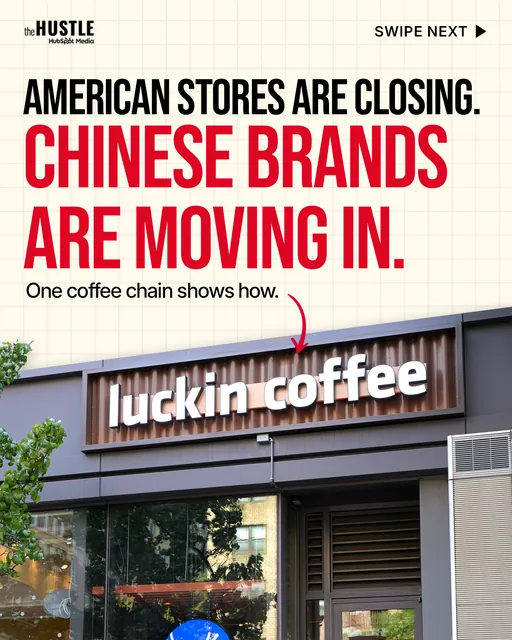 the HUSTLE
HubSpot Media
SWIPE NEXT ▶
AMERICAN STORES ARE CLOSING.
CHINESE BRANDS
ARE MOVING IN.
One coffee chain shows how.
luckin coffee